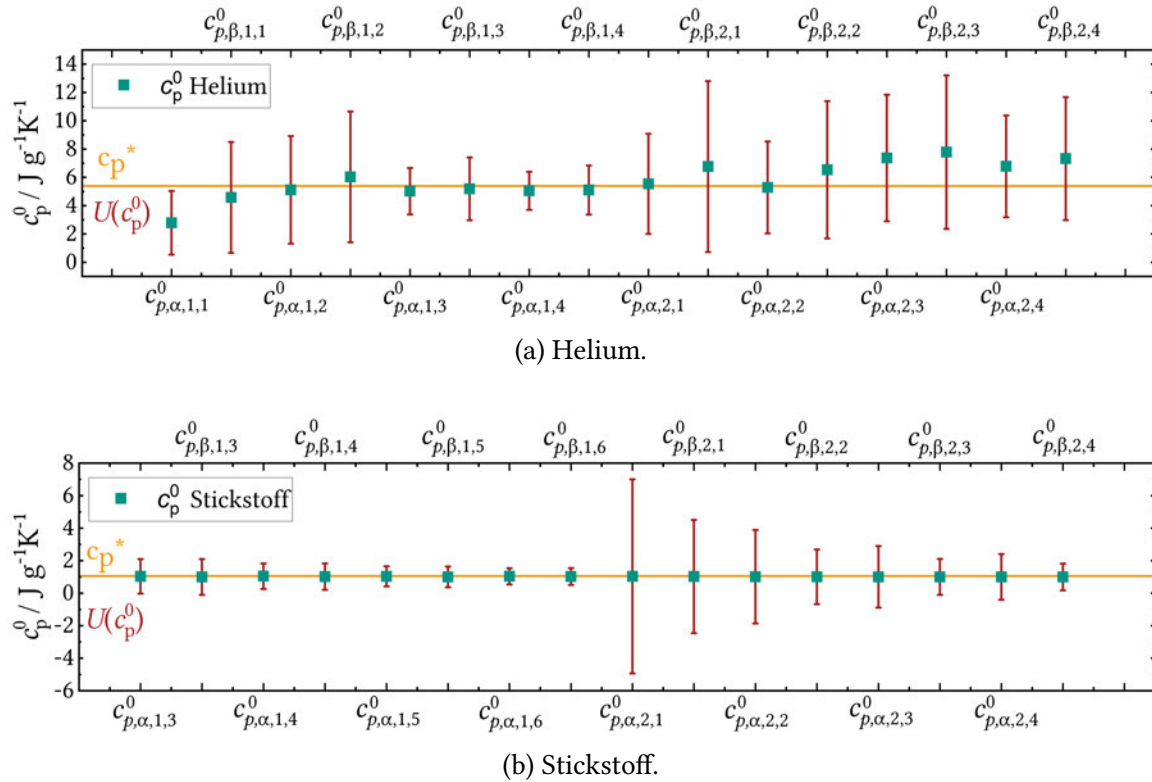 c⁰p,β,1,1 c⁰p,β,1,2 c⁰p,β,1,3 c⁰p,β,1,4 c⁰p,β,2,1 c⁰p,β,2,2 c⁰p,β,2,3 c⁰p,β,2,4
14
12
10
8
6
4
2
0
c⁰p / J g⁻¹K⁻¹
c⁰p Helium
cp*
U(c⁰p)
c⁰p,α,1,1 c⁰p,α,1,2 c⁰p,α,1,3 c⁰p,α,1,4 c⁰p,α,2,1 c⁰p,α,2,2 c⁰p,α,2,3 c⁰p,α,2,4
(a) Helium.
c⁰p,β,1,3 c⁰p,β,1,4 c⁰p,β,1,5 c⁰p,β,1,6 c⁰p,β,2,1 c⁰p,β,2,2 c⁰p,β,2,3 c⁰p,β,2,4
8
6
4
2
0
-2
-4
-6
c⁰p / J g⁻¹K⁻¹
c⁰p Stickstoff
cp*
U(c⁰p)
c⁰p,α,1,3 c⁰p,α,1,4 c⁰p,α,1,5 c⁰p,α,1,6 c⁰p,α,2,1 c⁰p,α,2,2 c⁰p,α,2,3 c⁰p,α,2,4
(b) Stickstoff.